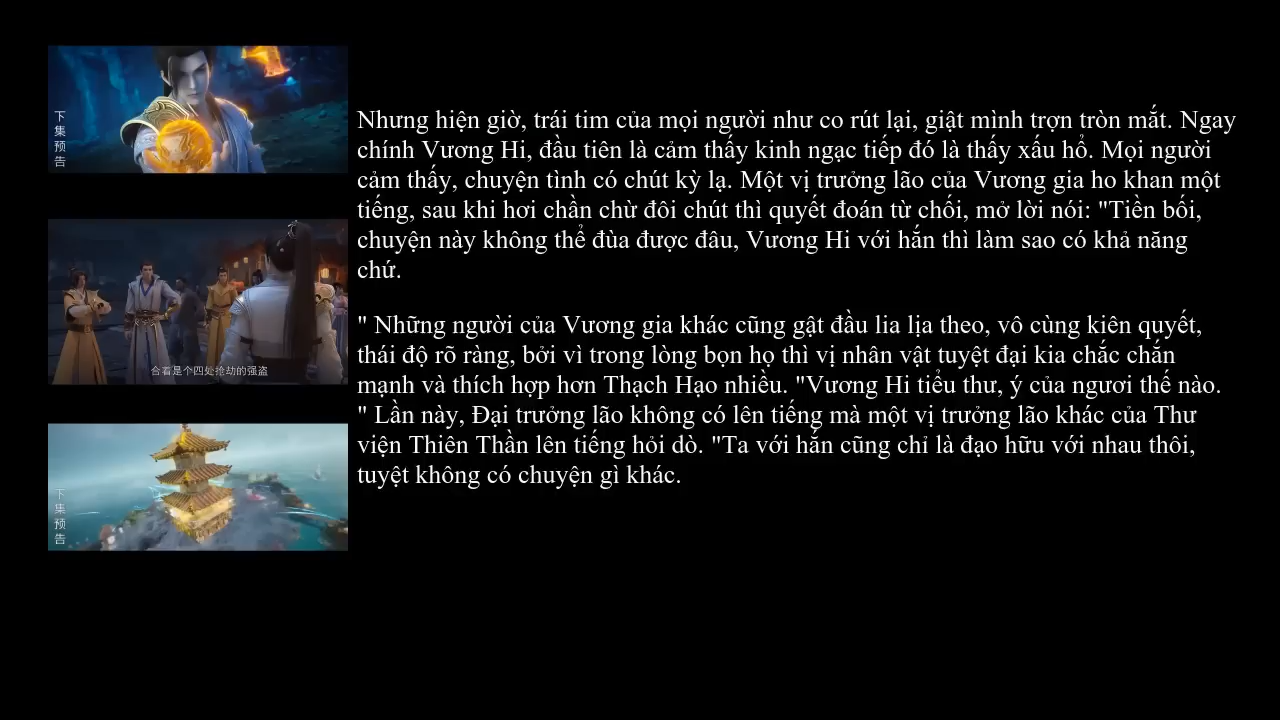 下集预告
Nhưng hiện giờ, trái tim của mọi người như co rút lại, giật mình trợn tròn mắt. Ngay
chính Vương Hi, đầu tiên là cảm thấy kinh ngạc tiếp đó là thấy xấu hổ. Mọi người
cảm thấy, chuyện tình có chút kỳ lạ. Một vị trưởng lão của Vương gia ho khan một
tiếng, sau khi hơi chần chừ đôi chút thì quyết đoán từ chối, mở lời nói: "Tiền bối,
chuyện này không thể đùa được đâu, Vương Hi với hắn thì làm sao có khả năng
chứ.
" Những người của Vương gia khác cũng gật đầu lia lịa theo, vô cùng kiên quyết,
thái độ rõ ràng, bởi vì trong lòng bọn họ thì vị nhân vật tuyệt đại kia chắc chắn
mạnh và thích hợp hơn Thạch Hạo nhiều. "Vương Hi tiểu thư, ý của ngươi thế nào.
" Lần này, Đại trưởng lão không có lên tiếng mà một vị trưởng lão khác của Thư
viện Thiên Thần lên tiếng hỏi dò. "Ta với hắn cũng chỉ là đạo hữu với nhau thôi,
tuyệt không có chuyện gì khác.
合着是个四处抢劫的强盗
下集预告